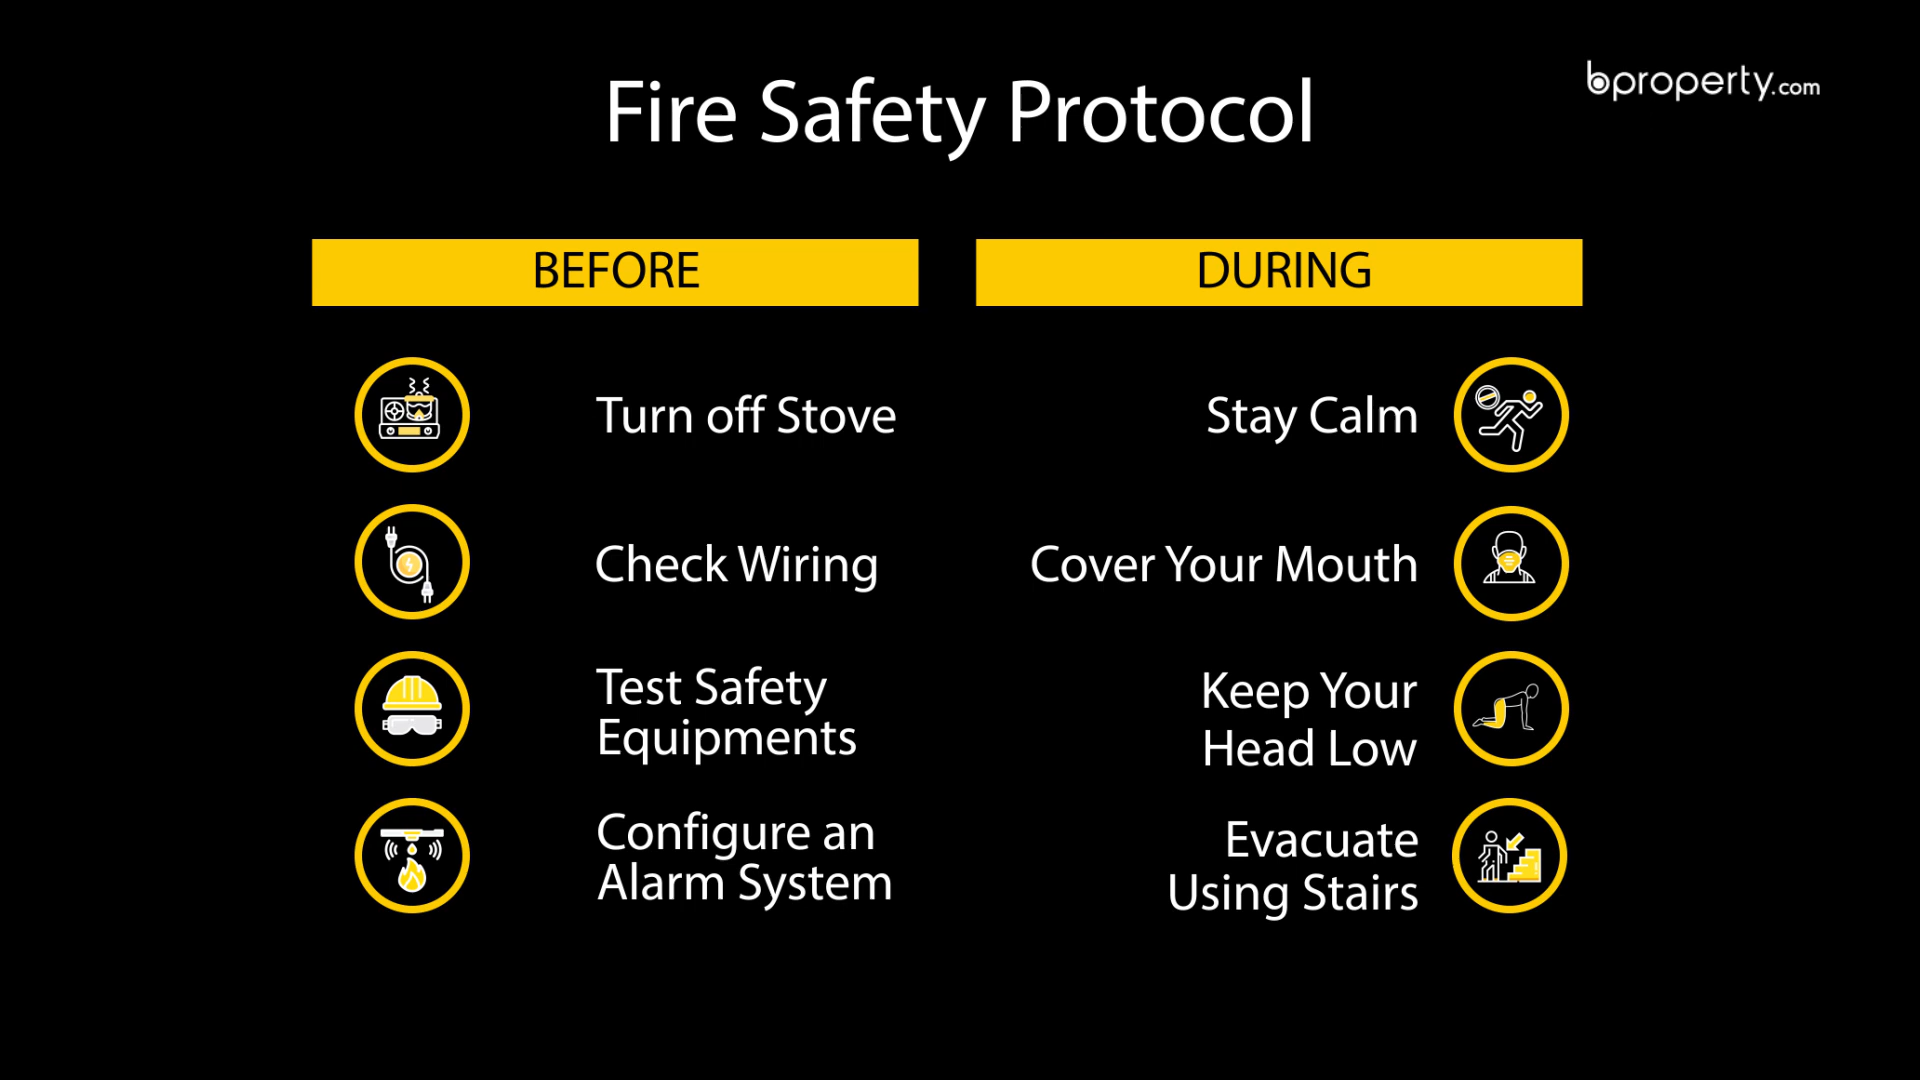 Fire Safety Protocol
bproperty.com
BEFORE
Turn off Stove
Check Wiring
Test Safety
Equipments
Configure an
Alarm System
DURING
Stay Calm
Cover Your Mouth
Keep Your
Head Low
Evacuate
Using Stairs